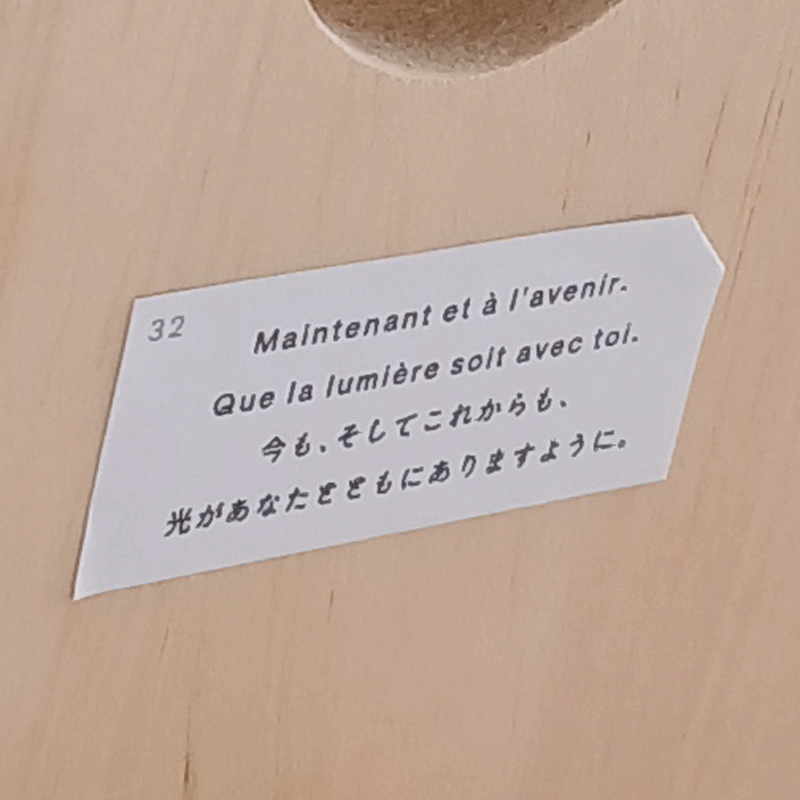 32
Maintenant et à l'avenir.
Que la lumière soit avec toi.
今も、そしてこれからも、
光があなたとともにありますように。